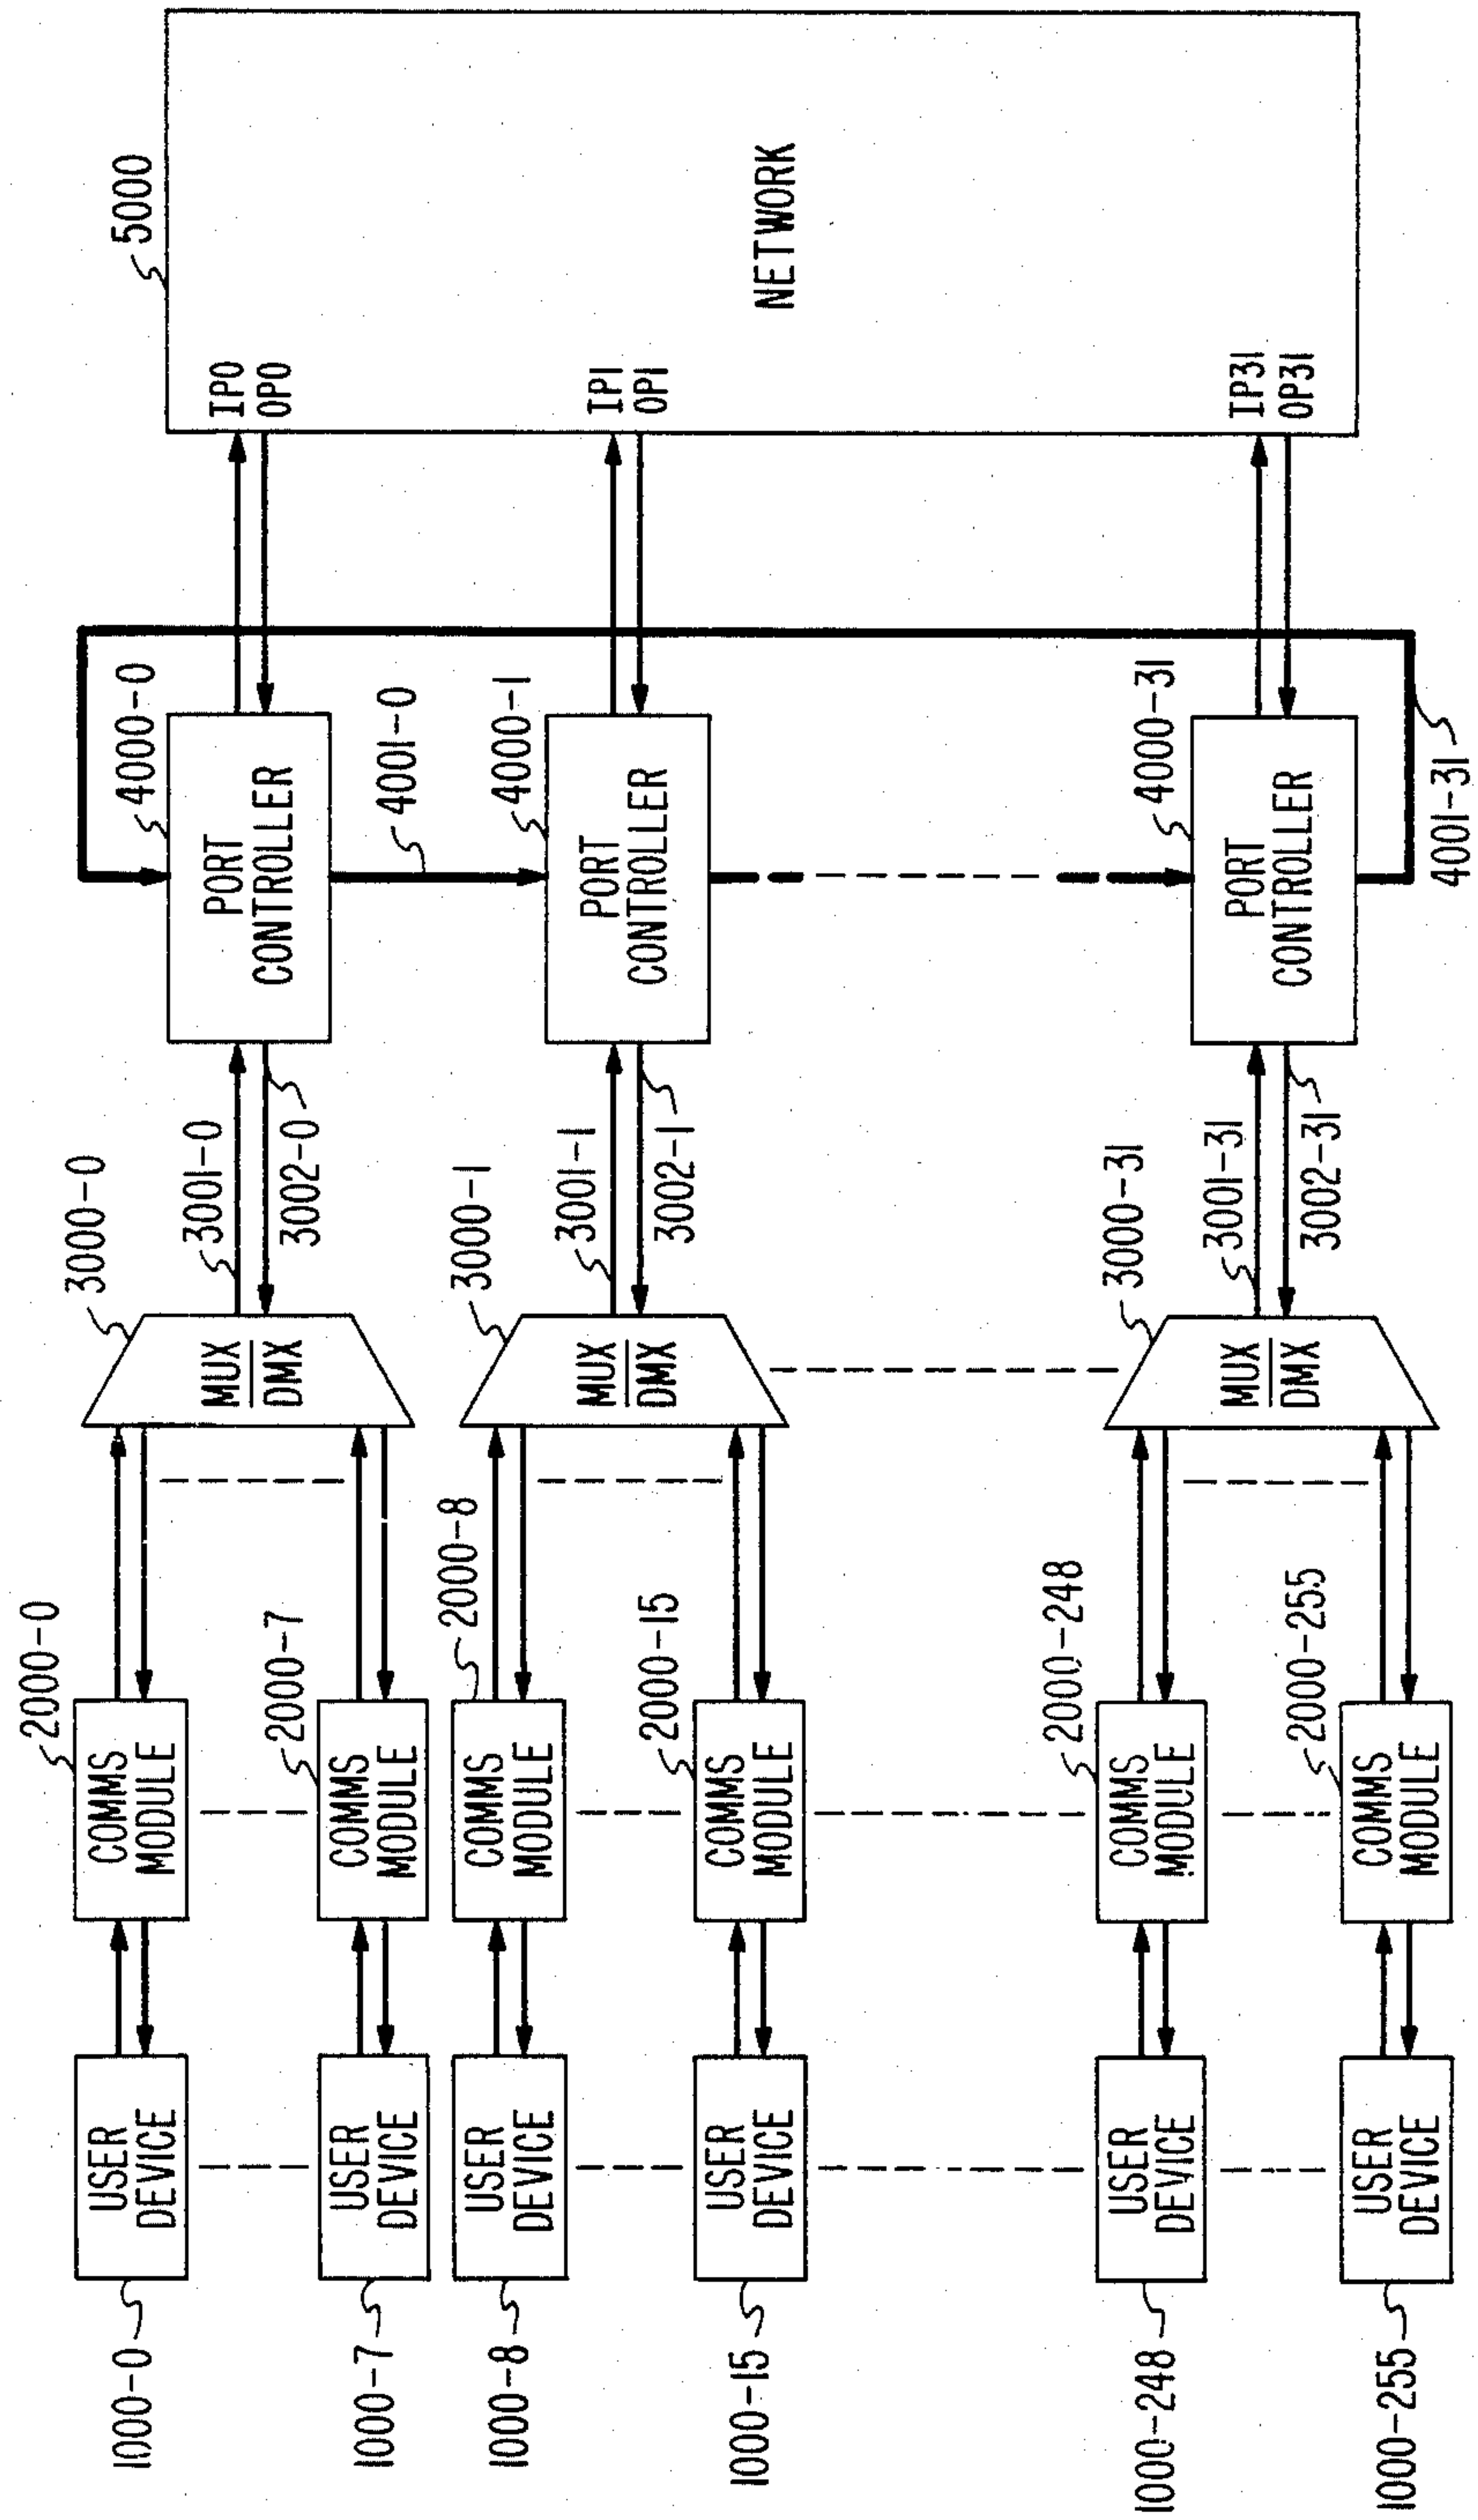 1000-0
USER
DEVICE
2000-0
COMMS
MODULE
3000-0
MUX
DMX
3001-0
3002-0
4000-0
PORT
CONTROLLER
4001-0
IP0
OP0
5000
NETWORK
1000-7
USER
DEVICE
2000-7
COMMS
MODULE
1000-8
USER
DEVICE
2000-8
COMMS
MODULE
3000-1
MUX
DMX
3001-1
3002-1
4000-1
PORT
CONTROLLER
IP1
OP1
1000-15
USER
DEVICE
2000-15
COMMS
MODULE
1000-248
USER
DEVICE
2000-248
COMMS
MODULE
3000-31
MUX
DMX
3001-31
3002-31
4000-31
PORT
CONTROLLER
4001-31
IP31
OP31
1000-255
USER
DEVICE
2000-255
COMMS
MODULE